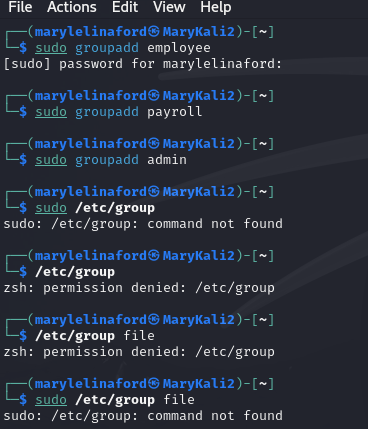 File Actions Edit View Help
┌──(marylelinaford㉿MaryKali2)-[~]
└─$ sudo groupadd employee
[sudo] password for marylelinaford:
┌──(marylelinaford㉿MaryKali2)-[~]
└─$ sudo groupadd payroll
┌──(marylelinaford㉿MaryKali2)-[~]
└─$ sudo groupadd admin
┌──(marylelinaford㉿MaryKali2)-[~]
└─$ sudo /etc/group
sudo: /etc/group: command not found
┌──(marylelinaford㉿MaryKali2)-[~]
└─$ /etc/group
zsh: permission denied: /etc/group
┌──(marylelinaford㉿MaryKali2)-[~]
└─$ /etc/group file
zsh: permission denied: /etc/group
┌──(marylelinaford㉿MaryKali2)-[~]
└─$ sudo /etc/group file
sudo: /etc/group: command not found